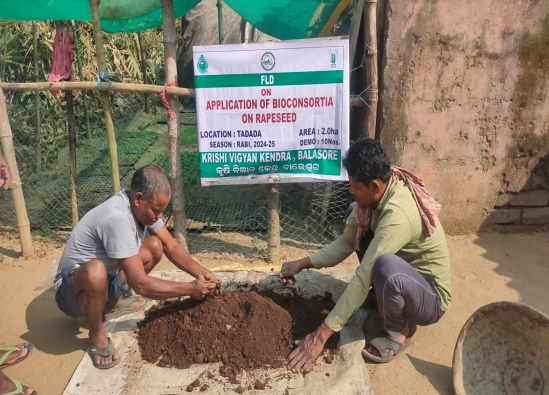 FLD
on
APPLICATION OF BIOCONSORTIA
ON RAPESEED
LOCATION : TADADA
AREA : 2.0ha
SEASON: RABI, 2024-25
DEMO: 10Nos.
KRISHI VIGYAN KENDRA , BALASORE
କୃଷି ବିଜ୍ଞାନ କେନ୍ଦ୍ର ବାଲେଶ୍ୱର